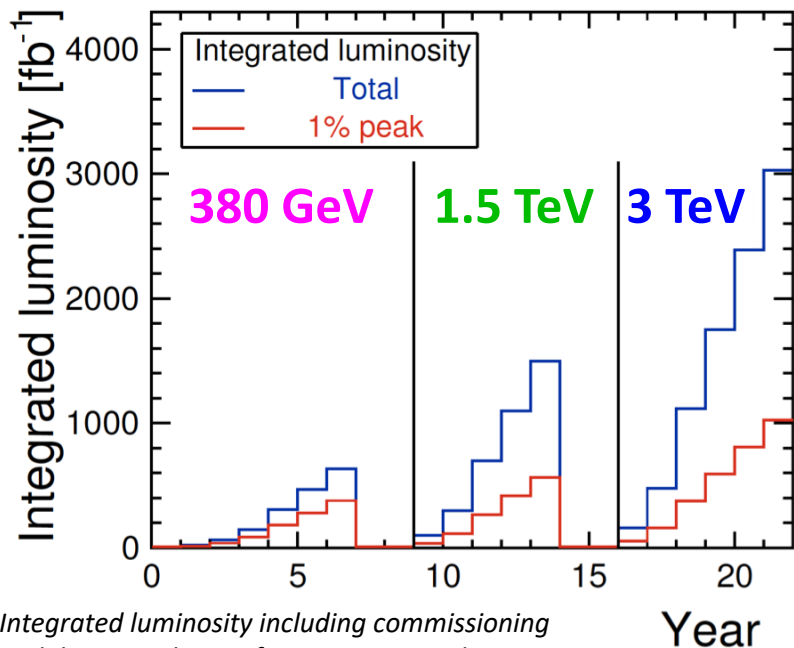 Integrated luminosity [fb-1]
4000
3000
2000
1000
0
Integrated luminosity
Total
1% peak
380 GeV 1.5 TeV 3 TeV
0 5 10 15 20
Year
Integrated luminosity including commissioning